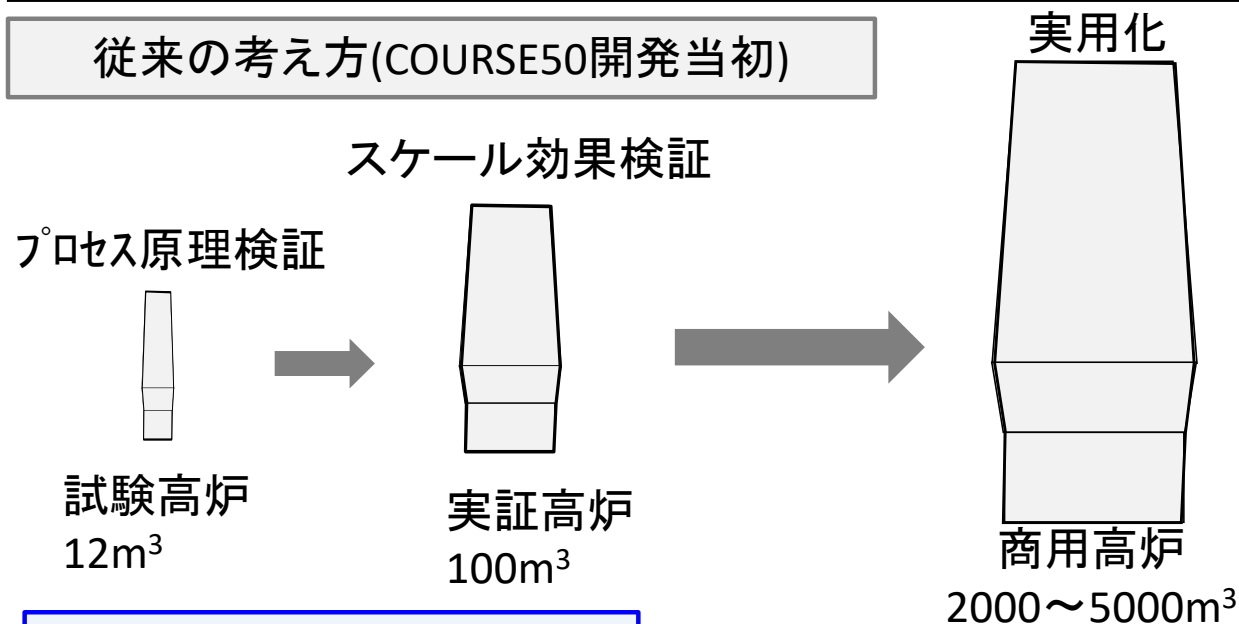 従来の考え方(COURSE50開発当初)
実用化
スケール効果検証
プロセス原理検証
試験高炉
12m³
実証高炉
100m³
商用高炉
2000～5000m³